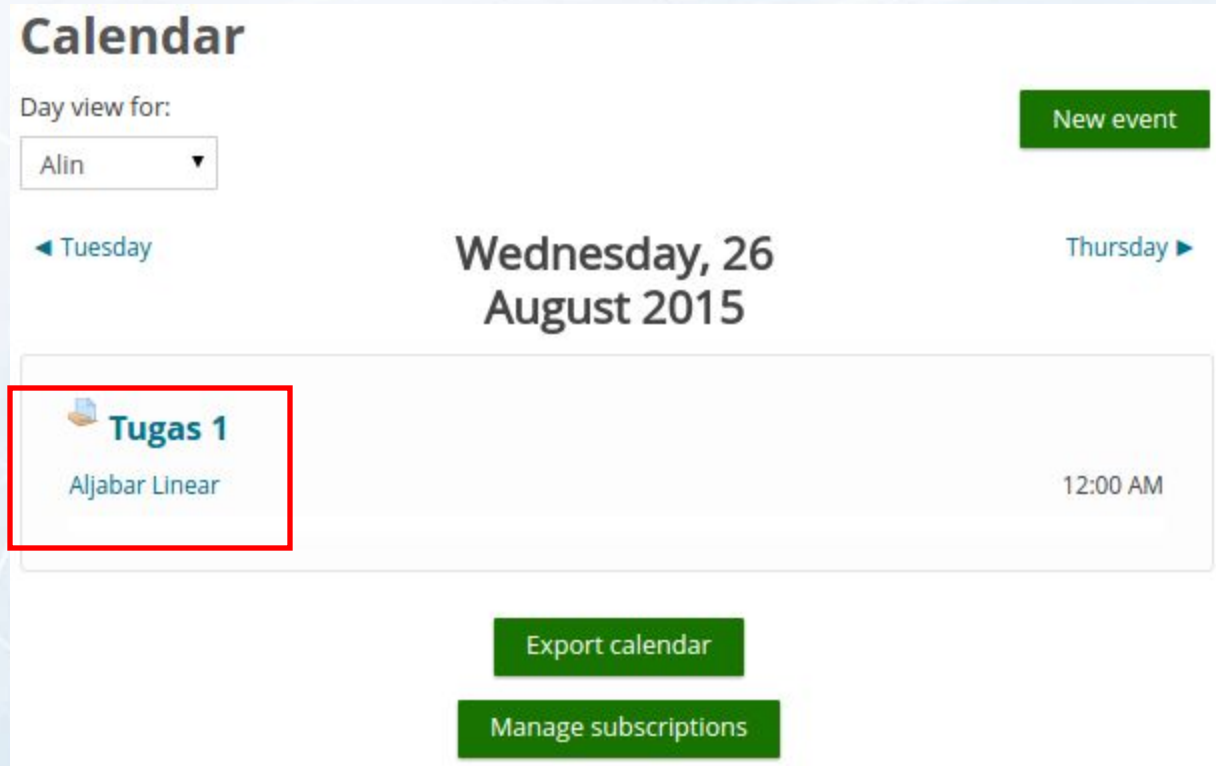 Calendar
Day view for:
New event
Alin ▼
◀ Tuesday
Wednesday, 26
August 2015
Thursday ▶
Tugas 1
Aljabar Linear
12:00 AM
Export calendar
Manage subscriptions